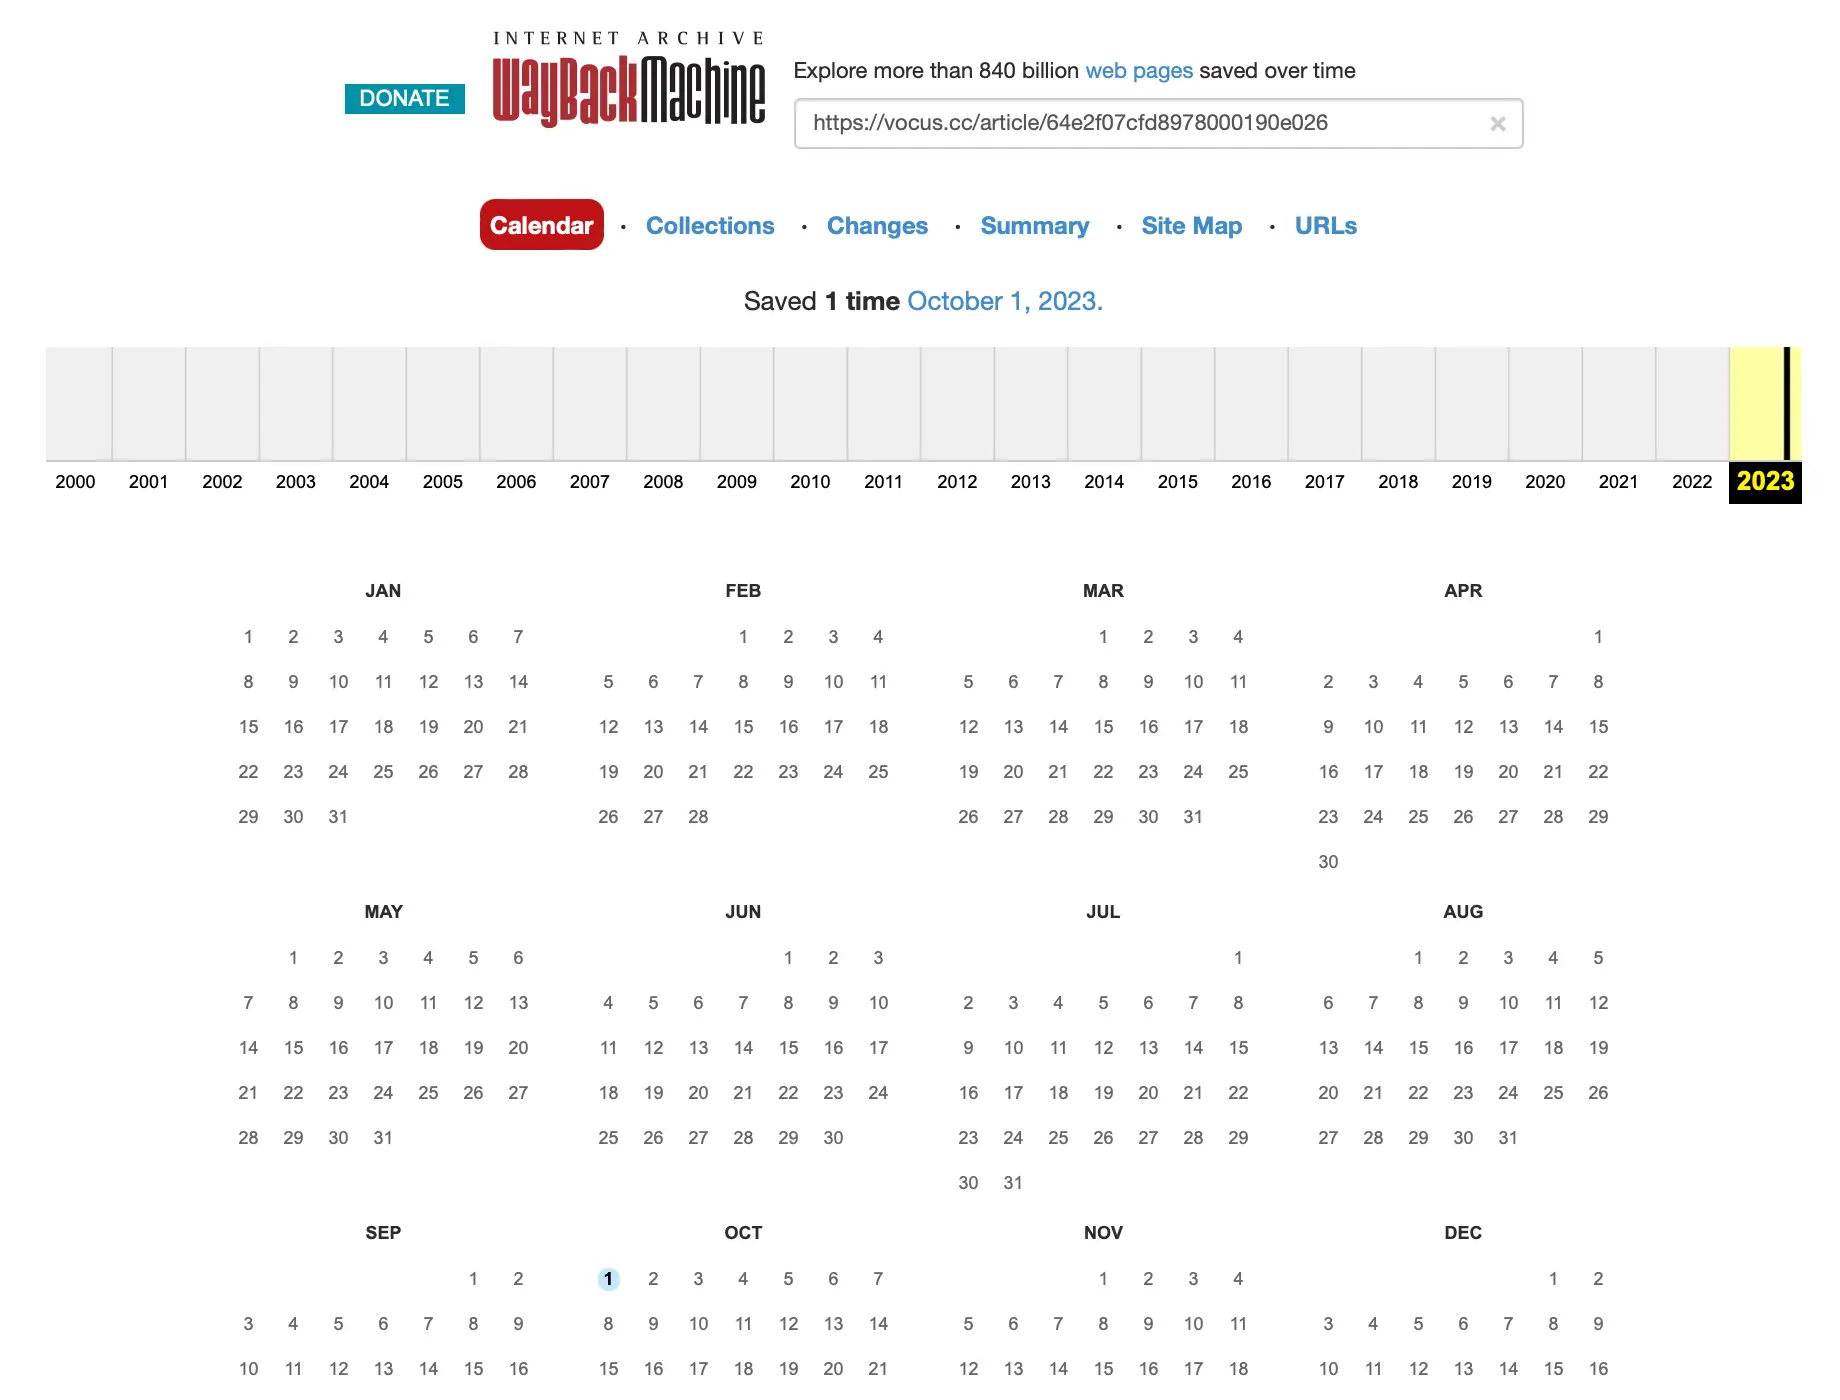 INTERNET ARCHIVE
DONATE
WayBackMachine
Explore more than 840 billion web pages saved over time
https://vocus.cc/article/64e2f07cfd8978000190e026 ×
Calendar · Collections · Changes · Summary · Site Map · URLs
Saved 1 time October 1, 2023.
2000 2001 2002 2003 2004 2005 2006 2007 2008 2009 2010 2011 2012 2013 2014 2015 2016 2017 2018 2019 2020 2021 2022 2023
JAN FEB MAR APR
1 2 3 4 5 6 7 1 2 3 4 1 2 3 4 1
8 9 10 11 12 13 14 5 6 7 8 9 10 11 5 6 7 8 9 10 11 2 3 4 5 6 7 8
15 16 17 18 19 20 21 12 13 14 15 16 17 18 12 13 14 15 16 17 18 9 10 11 12 13 14 15
22 23 24 25 26 27 28 19 20 21 22 23 24 25 19 20 21 22 23 24 25 16 17 18 19 20 21 22
29 30 31 26 27 28 26 27 28 29 30 31 23 24 25 26 27 28 29
30
MAY JUN JUL AUG
1 2 3 4 5 6 1 2 3 1 1 2 3 4 5
7 8 9 10 11 12 13 4 5 6 7 8 9 10 2 3 4 5 6 7 8 6 7 8 9 10 11 12
14 15 16 17 18 19 20 11 12 13 14 15 16 17 9 10 11 12 13 14 15 13 14 15 16 17 18 19
21 22 23 24 25 26 27 18 19 20 21 22 23 24 16 17 18 19 20 21 22 20 21 22 23 24 25 26
28 29 30 31 25 26 27 28 29 30 23 24 25 26 27 28 29 27 28 29 30 31
30 31
SEP OCT NOV DEC
1 2 1 2 3 4 5 6 7 1 2 3 4 1 2
3 4 5 6 7 8 9 8 9 10 11 12 13 14 5 6 7 8 9 10 11 3 4 5 6 7 8 9
10 11 12 13 14 15 16 15 16 17 18 19 20 21 12 13 14 15 16 17 18 10 11 12 13 14 15 16